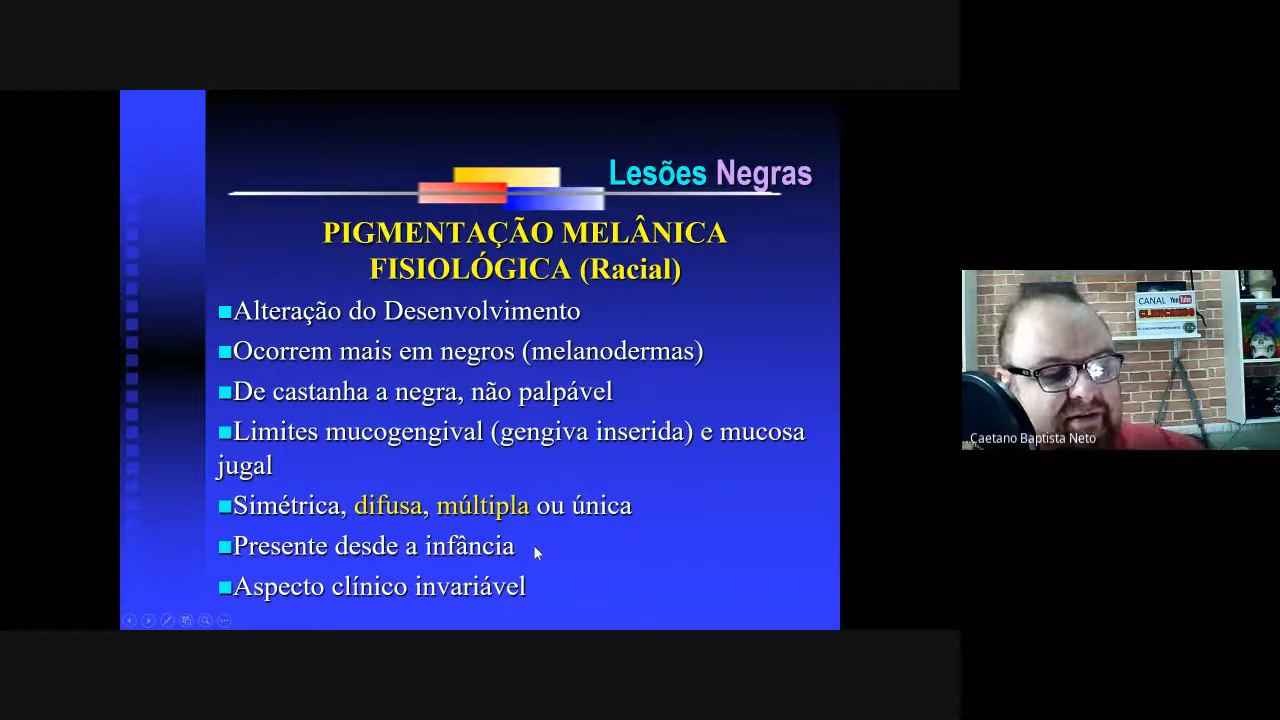 Lesões Negras
PIGMENTAÇÃO MELÂNICA
FISIOLÓGICA (Racial)
Alteração do Desenvolvimento
Ocorrem mais em negros (melanodermas)
De castanha a negra, não palpável
Limites mucogengival (gengiva inserida) e mucosa
jugal
Simétrica, difusa, múltipla ou única
Presente desde a infância
Aspecto clínico invariável
CANAL YouTube
CLINICANDO
Caetano Baptista Neto